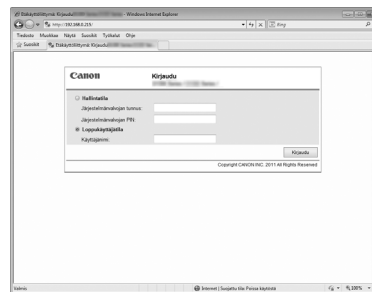 Etäkäyttöliittymä: Kirjaudu - Windows Internet Explorer
http://192.168.0.215/
Bing
Tiedosto Muokkaa Näytä Suosikit Työkalut Ohje
Suosikit
Etäkäyttöliittymä: Kirjaudu
Canon
Kirjaudu
Hallintatila
Järjestelmänvalvojan tunnus:
Järjestelmänvalvojan PIN:
Loppukäyttäjätila
Käyttäjänimi:
Kirjaudu
Copyright CANON INC. 2011 All Rights Reserved
Valmis
Internet | Suojattu tila: Poissa käytöstä
100%